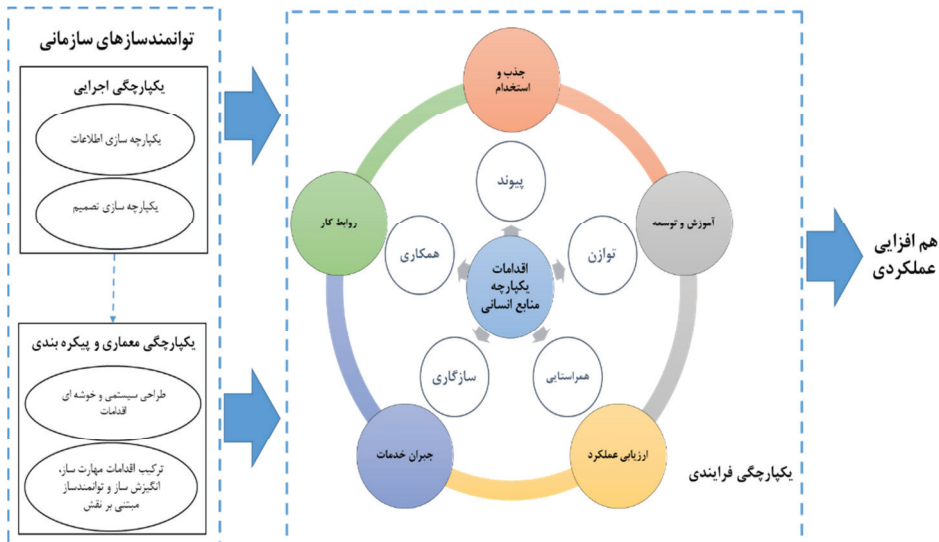 توانمندسازهای سازمانی
یکپارچگی اجرایی
یکپارچه سازی اطلاعات
یکپارچه سازی تصمیم
یکپارچگی معماری و پیکره بندی
طراحی سیستمی و خوشه ای
اقدامات
ترکیب اقدامات مهارت ساز،
انگیزش ساز و توانمندساز
مبتنی بر نقش
جذب و
استخدام
آموزش و توسعه
ارزیابی عملکرد
جبران خدمات
روابط کار
پیوند
توازن
همراستایی
سازگاری
همکاری
اقدامات
یکپارچه
منابع انسانی
یکپارچگی فرایندی
هم افزایی
عملکردی